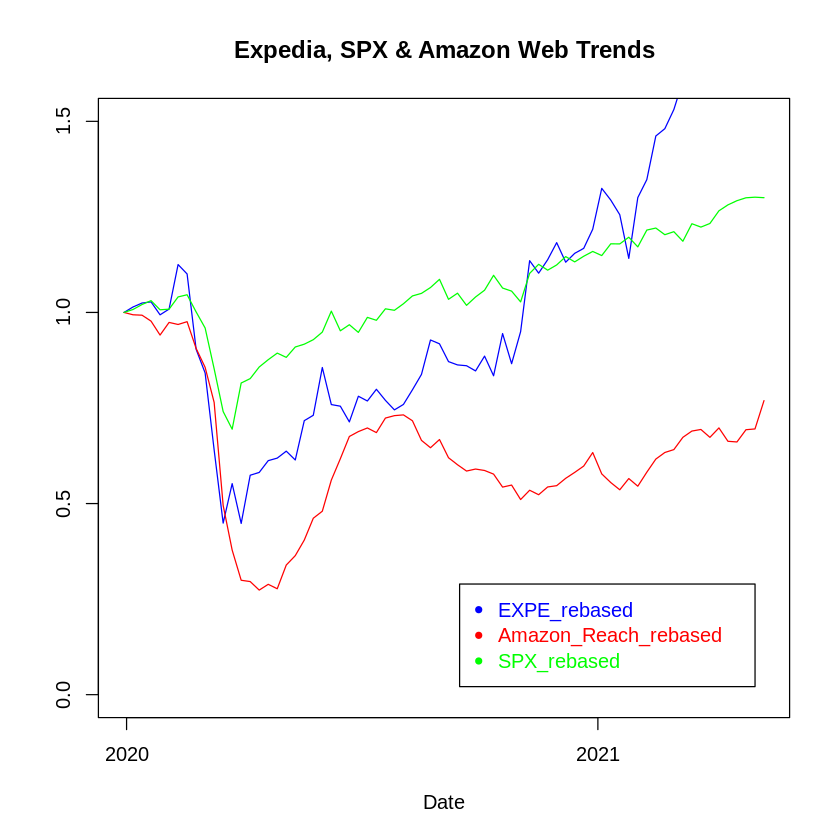 Expedia, SPX & Amazon Web Trends
1.5
1.0
0.5
0.0
EXPE_rebased
Amazon_Reach_rebased
SPX_rebased
2020 2021
Date